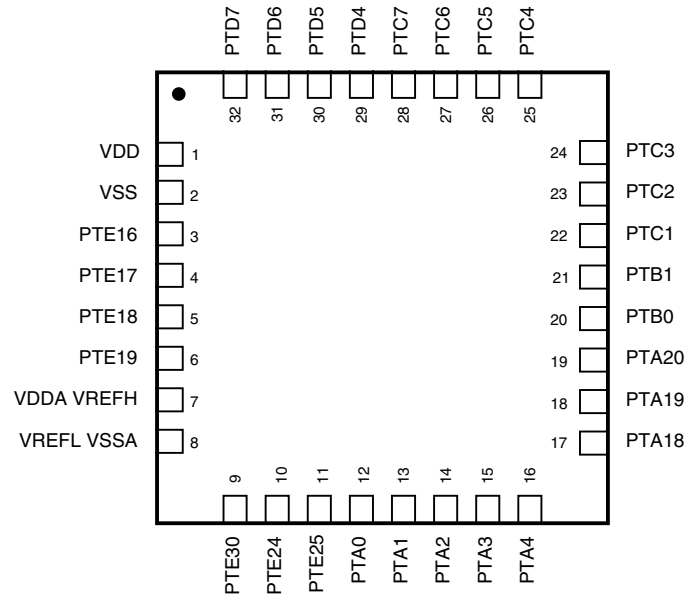 PTD7 PTD6 PTD5 PTD4 PTC7 PTC6 PTC5 PTC4
32 31 30 29 28 27 26 25
VDD 1
VSS 2
PTE16 3
PTE17 4
PTE18 5
PTE19 6
VDDA VREFH 7
VREFL VSSA 8
24 PTC3
23 PTC2
22 PTC1
21 PTB1
20 PTB0
19 PTA20
18 PTA19
17 PTA18
9 10 11 12 13 14 15 16
PTE30 PTE24 PTE25 PTA0 PTA1 PTA2 PTA3 PTA4